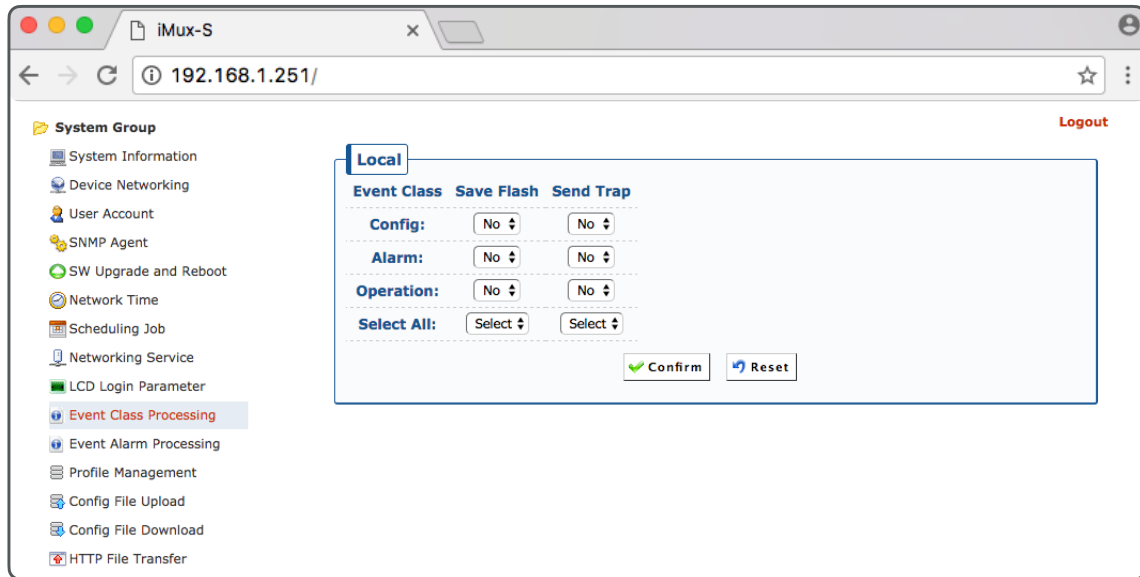 iMux-S
192.168.1.251/
System Group
System Information
Device Networking
User Account
SNMP Agent
SW Upgrade and Reboot
Network Time
Scheduling Job
Networking Service
LCD Login Parameter
Event Class Processing
Event Alarm Processing
Profile Management
Config File Upload
Config File Download
HTTP File Transfer
Logout
Local
Event Class Save Flash Send Trap
Config: No No
Alarm: No No
Operation: No No
Select All: Select Select
Confirm Reset